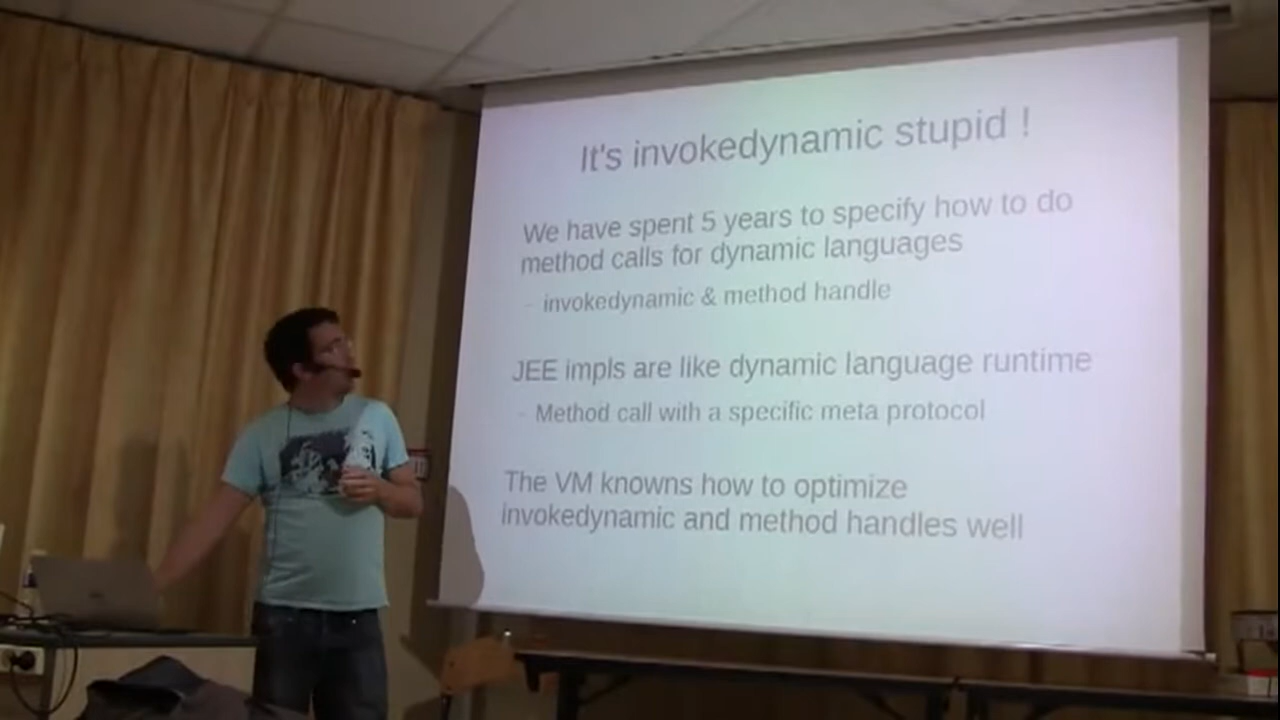 It's invokedynamic stupid !
We have spent 5 years to specify how to do
method calls for dynamic languages
– invokedynamic & method handle
JEE impls are like dynamic language runtime
– Method call with a specific meta protocol
The VM knowns how to optimize
invokedynamic and method handles well